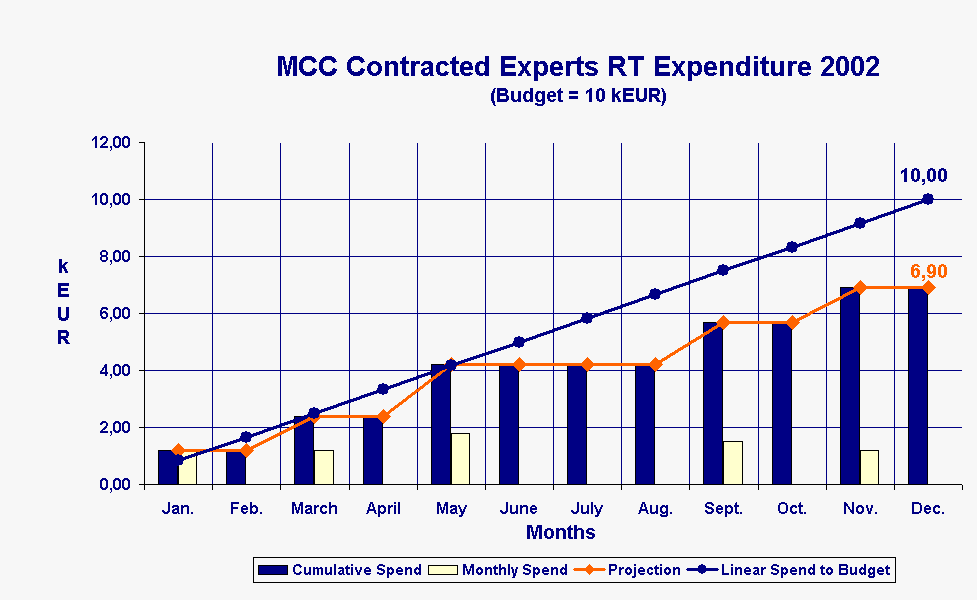 MCC Contracted Experts RT Expenditure 2002
(Budget = 10 kEUR)
12,00
10,00
8,00
6,00
4,00
2,00
0,00
k
E
U
R
10,00
6,90
Jan. Feb. March April May June July Aug. Sept. Oct. Nov. Dec.
Months
Cumulative Spend Monthly Spend Projection Linear Spend to Budget